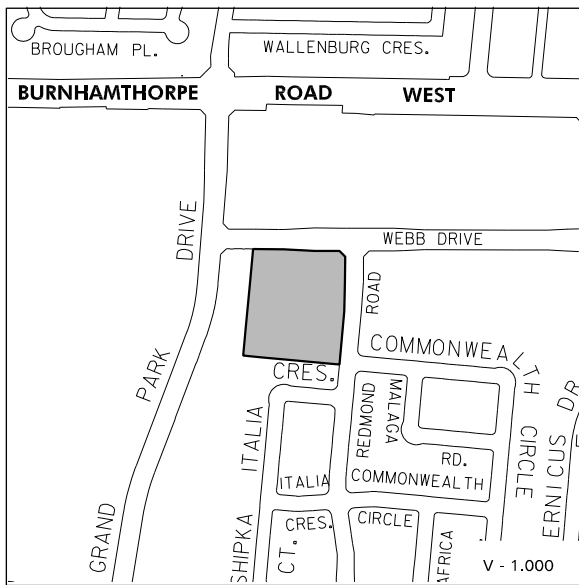 BROUGHAM PL.
WALLENBURG CRES.
BURNHAMTHORPE ROAD WEST
WEBB DRIVE
GRAND PARK DRIVE
REDMOND ROAD
COMMONWEALTH CIRCLE
CRES.
ITALIA
MALAGA
RD.
ITALIA
COMMONWEALTH
CRES.
CIRCLE
SHIPKA
CT.
AFRICA
ERNICUS DR
V - 1.000